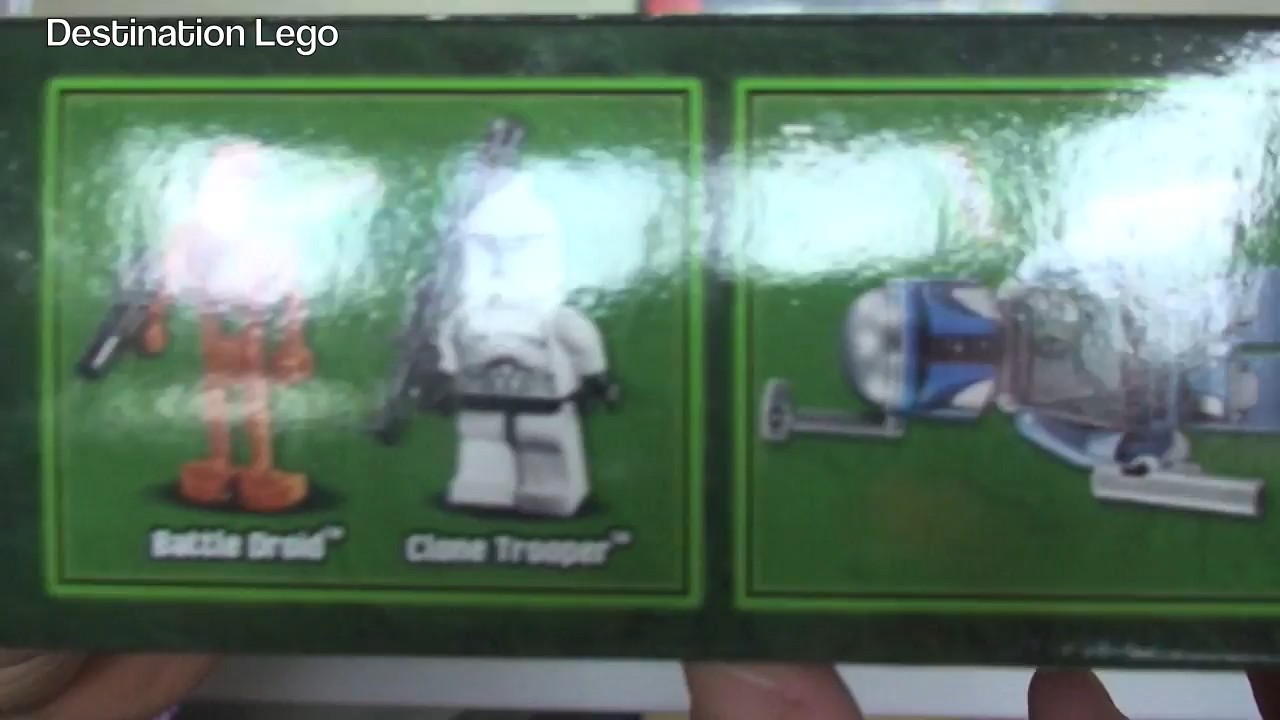 Destination Lego
Battle Droid™
Clone Trooper™